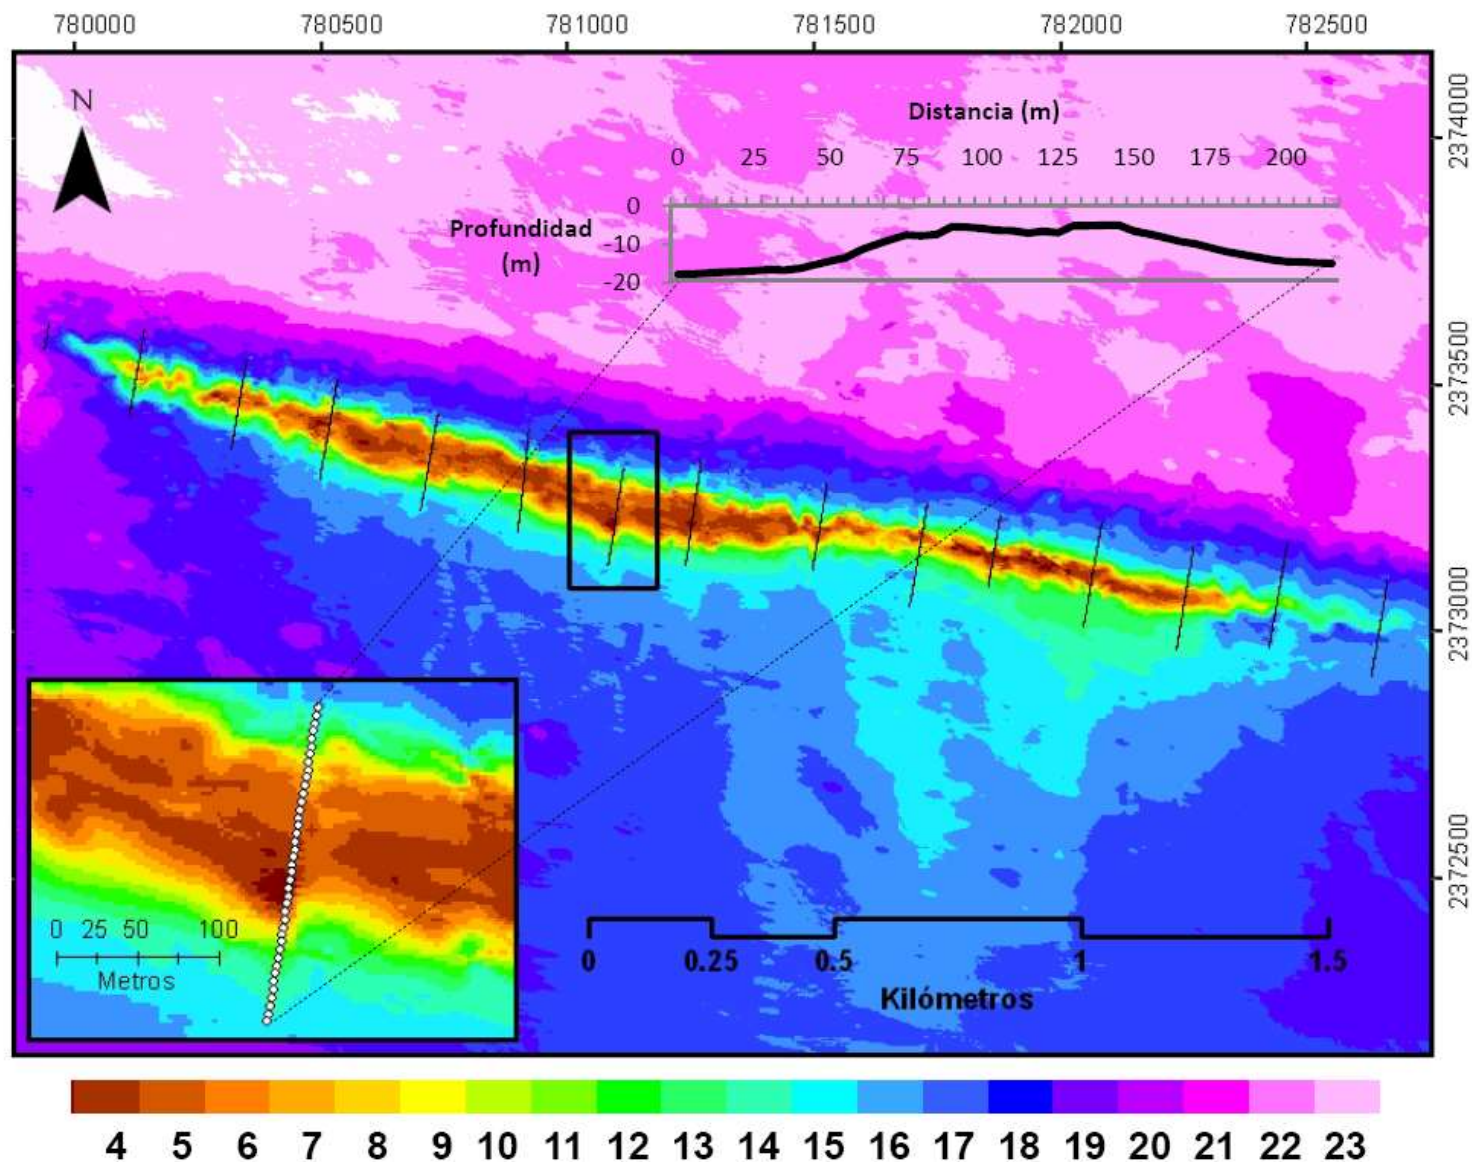 780000 780500 781000 781500 782000 782500
N
2374000
Distancia (m)
0 25 50 75 100 125 150 175 200
0
Profundidad
(m)
-10
-20
2373500
2373000
2372500
0 25 50 100
Metros
0 0.25 0.5 1 1.5
Kilómetros
4 5 6 7 8 9 10 11 12 13 14 15 16 17 18 19 20 21 22 23